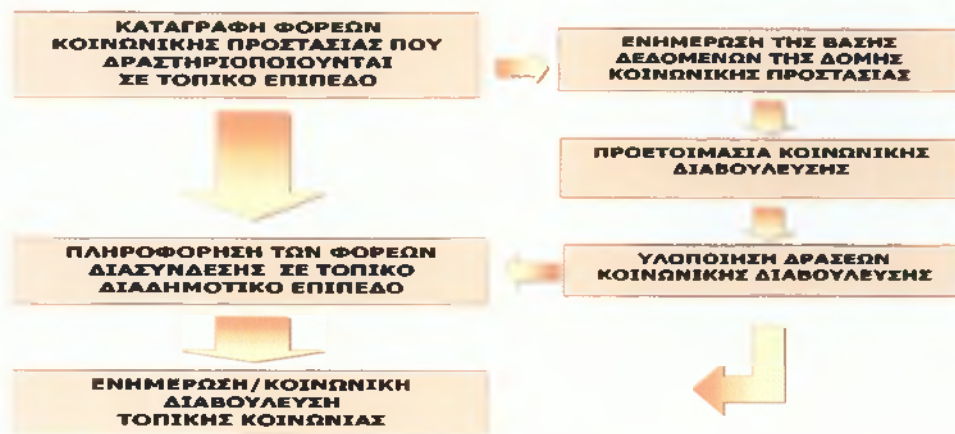 ΚΑΤΑΓΡΑΦΗ ΦΟΡΕΩΝ
ΚΟΙΝΩΝΙΚΗΣ ΠΡΟΣΤΑΣΙΑΣ ΠΟΥ
ΔΡΑΣΤΗΡΙΟΠΟΙΟΥΝΤΑΙ
ΣΕ ΤΟΠΙΚΟ ΕΠΙΠΕΔΟ
ΕΝΗΜΕΡΩΣΗ ΤΗΣ ΒΑΣΗΣ
ΔΕΔΟΜΕΝΩΝ ΤΗΣ ΔΟΜΗΣ
ΚΟΙΝΩΝΙΚΗΣ ΠΡΟΣΤΑΣΙΑΣ
ΠΡΟΕΤΟΙΜΑΣΙΑ ΚΟΙΝΩΝΙΚΗΣ
ΔΙΑΒΟΥΛΕΥΣΗΣ
ΥΛΟΠΟΙΗΣΗ ΔΡΑΣΕΩΝ
ΚΟΙΝΩΝΙΚΗΣ ΔΙΑΒΟΥΛΕΥΣΗΣ
ΠΛΗΡΟΦΟΡΗΣΗ ΤΩΝ ΦΟΡΕΩΝ
ΔΙΑΣΥΝΔΕΣΗΣ ΣΕ ΤΟΠΙΚΟ
ΔΙΑΔΗΜΟΤΙΚΟ ΕΠΙΠΕΔΟ
ΕΝΗΜΕΡΩΣΗ/ΚΟΙΝΩΝΙΚΗ
ΔΙΑΒΟΥΛΕΥΣΗ
ΤΟΠΙΚΗΣ ΚΟΙΝΩΝΙΑΣ